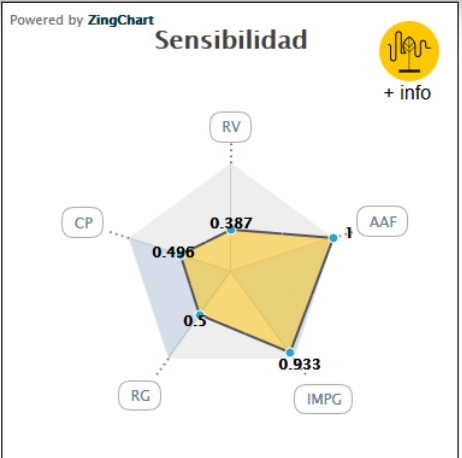 Powered by ZingChart
Sensibilidad
+ info
RV
0.387
CP
AAF
1
0.496
0.5
0.933
RG
IMPG